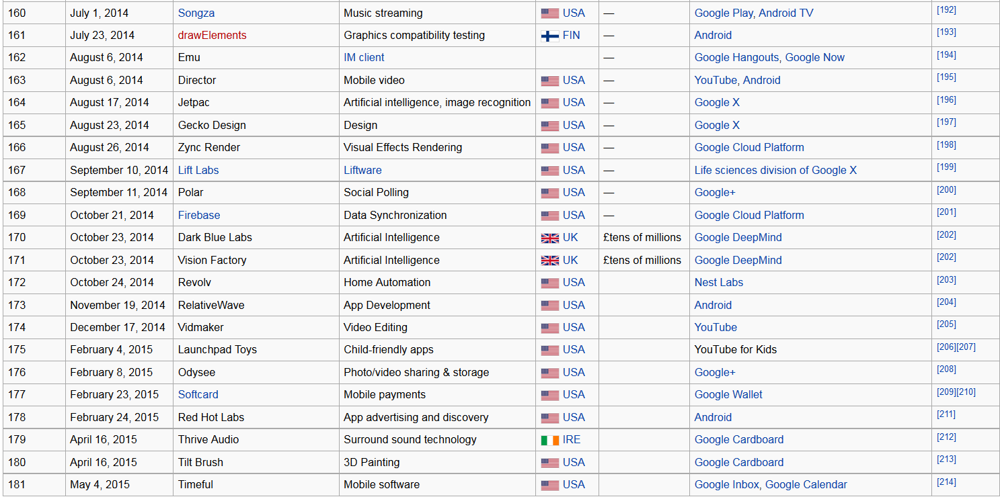 160 July 1, 2014 Songza Music streaming USA — Google Play, Android TV [192]
161 July 23, 2014 drawElements Graphics compatibility testing FIN — Android [193]
162 August 6, 2014 Emu IM client — Google Hangouts, Google Now [194]
163 August 6, 2014 Director Mobile video USA — YouTube, Android [195]
164 August 17, 2014 Jetpac Artificial intelligence, image recognition USA — Google X [196]
165 August 23, 2014 Gecko Design Design USA — Google X [197]
166 August 26, 2014 Zync Render Visual Effects Rendering USA — Google Cloud Platform [198]
167 September 10, 2014 Lift Labs Liftware USA — Life sciences division of Google X [199]
168 September 11, 2014 Polar Social Polling USA — Google+ [200]
169 October 21, 2014 Firebase Data Synchronization USA — Google Cloud Platform [201]
170 October 23, 2014 Dark Blue Labs Artificial Intelligence UK £tens of millions Google DeepMind [202]
171 October 23, 2014 Vision Factory Artificial Intelligence UK £tens of millions Google DeepMind [202]
172 October 24, 2014 Revolv Home Automation USA Nest Labs [203]
173 November 19, 2014 RelativeWave App Development USA Android [204]
174 December 17, 2014 Vidmaker Video Editing USA YouTube [205]
175 February 4, 2015 Launchpad Toys Child-friendly apps USA YouTube for Kids [206][207]
176 February 8, 2015 Odysee Photo/video sharing & storage USA Google+ [208]
177 February 23, 2015 Softcard Mobile payments USA Google Wallet [209][210]
178 February 24, 2015 Red Hot Labs App advertising and discovery USA Android [211]
179 April 16, 2015 Thrive Audio Surround sound technology IRE Google Cardboard [212]
180 April 16, 2015 Tilt Brush 3D Painting USA Google Cardboard [213]
181 May 4, 2015 Timeful Mobile software USA Google Inbox, Google Calendar [214]